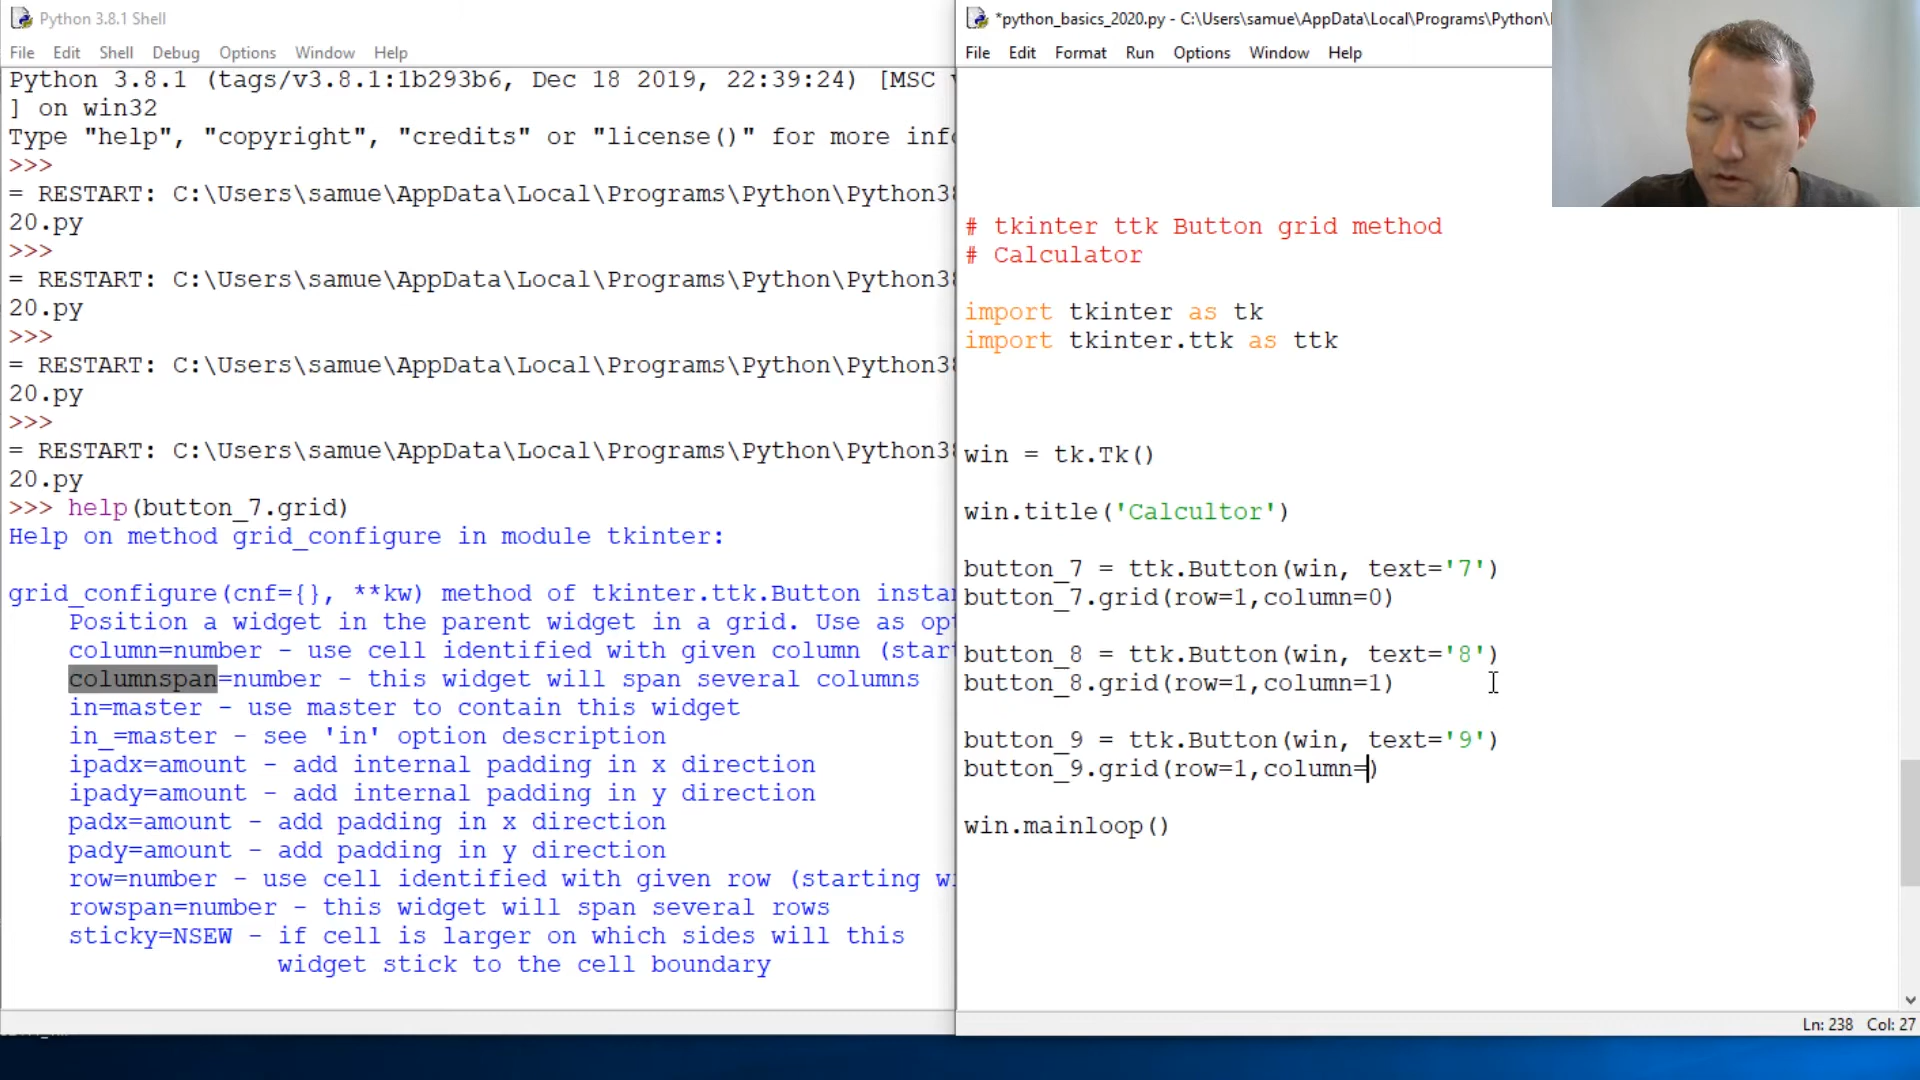 Python 3.8.1 Shell
File Edit Shell Debug Options Window Help
Python 3.8.1 (tags/v3.8.1:1b293b6, Dec 18 2019, 22:39:24) [MSC
] on win32
Type "help", "copyright", "credits" or "license()" for more
>>>
= RESTART: C:\Users\samue\AppData\Local\Programs\Python\Python3
20.py
>>>
= RESTART: C:\Users\samue\AppData\Local\Programs\Python\Python3
20.py
>>>
= RESTART: C:\Users\samue\AppData\Local\Programs\Python\Python3
20.py
>>>
= RESTART: C:\Users\samue\AppData\Local\Programs\Python\Python3
20.py
>>> help(button_7.grid)
Help on method grid_configure in module tkinter:
grid_configure(cnf={}, **kw) method of tkinter.ttk.Button
Position a widget in the parent widget in a grid. Use as
column=number - use cell identified with given column
columnspan=number - this widget will span several columns
in=master - use master to contain this widget
in_=master - see 'in' option description
ipadx=amount - add internal padding in x direction
ipady=amount - add internal padding in y direction
padx=amount - add padding in x direction
pady=amount - add padding in y direction
row=number - use cell identified with given row (starting
rowspan=number - this widget will span several rows
sticky=NSEW - if cell is larger on which sides will this
widget stick to the cell boundary
*python_basics_2020.py - C:\Users\samue\AppData\Local\Programs\Python\
File Edit Format Run Options Window Help
# tkinter ttk Button grid method
# Calculator
import tkinter as tk
import tkinter.ttk as ttk
win = tk.Tk()
win.title('Calcultor')
button_7 = ttk.Button(win, text='7')
button_7.grid(row=1,column=0)
button_8 = ttk.Button(win, text='8')
button_8.grid(row=1,column=1)
button_9 = ttk.Button(win, text='9')
button_9.grid(row=1,column=)
win.mainloop()
Ln: 238 Col: 27